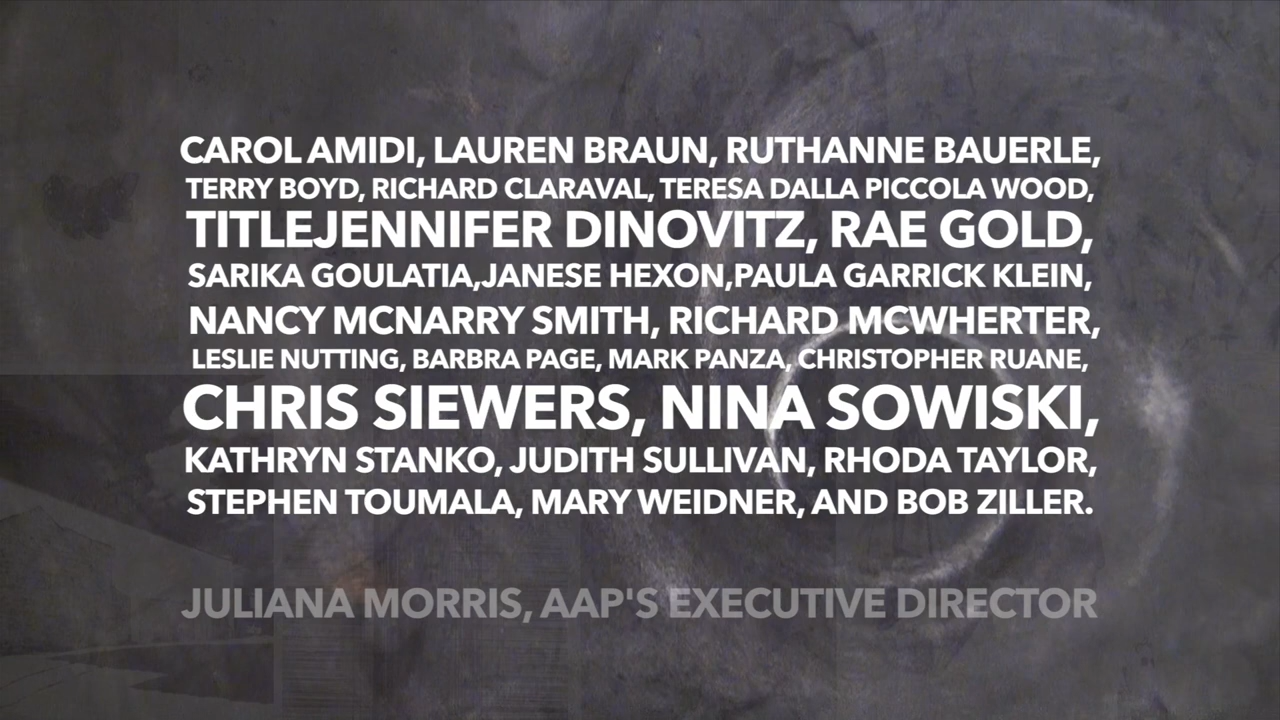 CAROL AMIDI, LAUREN BRAUN, RUTHANNE BAUERLE,
TERRY BOYD, RICHARD CLARAVAL, TERESA DALLA PICCOLA WOOD,
TITLEJENNIFER DINOVITZ, RAE GOLD,
SARIKA GOULATIA,JANESE HEXON,PAULA GARRICK KLEIN,
NANCY MCNARRY SMITH, RICHARD MCWHERTER,
LESLIE NUTTING, BARBRA PAGE, MARK PANZA, CHRISTOPHER RUANE,
CHRIS SIEWERS, NINA SOWISKI,
KATHRYN STANKO, JUDITH SULLIVAN, RHODA TAYLOR,
STEPHEN TOUMALA, MARY WEIDNER, AND BOB ZILLER.
JULIANA MORRIS, AAP'S EXECUTIVE DIRECTOR